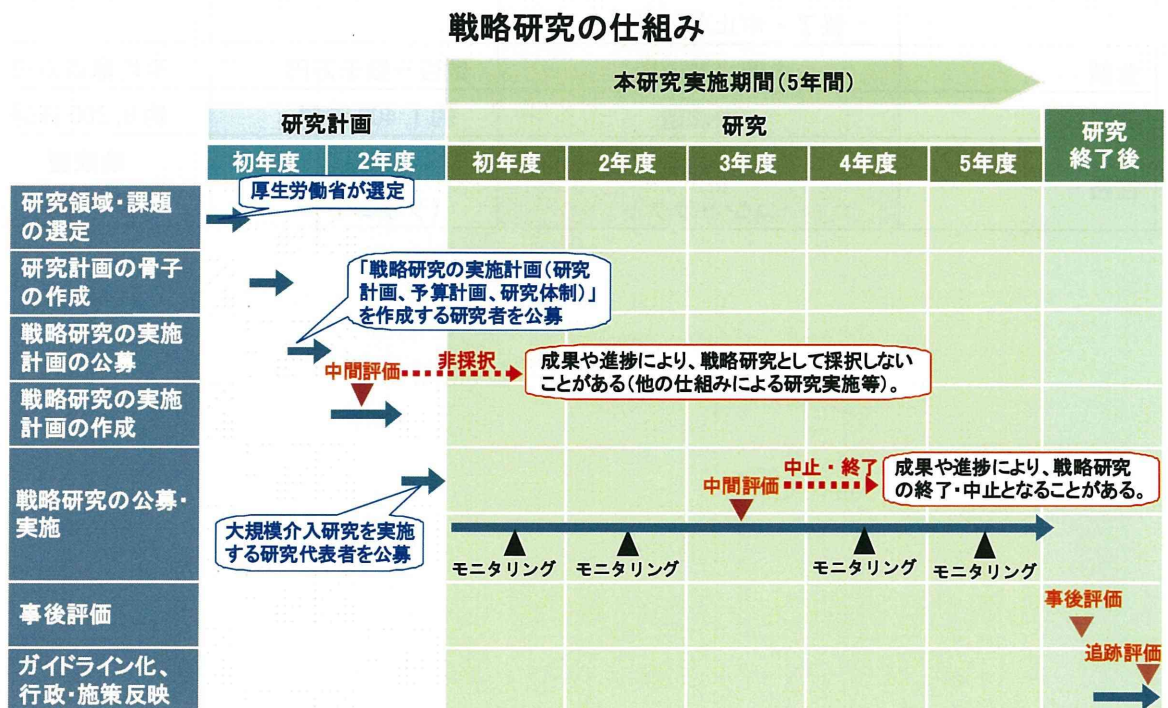 戦略研究の仕組み
本研究実施期間(5年間)
研究計画
研究
研究
終了後
初年度
2年度
初年度
2年度
3年度
4年度
5年度
研究領域・課題
の選定
厚生労働省が選定
研究計画の骨子
の作成
「戦略研究の実施計画(研究
計画、予算計画、研究体制)」
を作成する研究者を公募
戦略研究の実施
計画の公募
中間評価
非採択
成果や進捗により、戦略研究として採択しない
ことがある(他の仕組みによる研究実施等)。
戦略研究の実施
計画の作成
戦略研究の公募・
実施
大規模介入研究を実施
する研究代表者を公募
中間評価
中止・終了
成果や進捗により、戦略研究
の終了・中止となることがある。
モニタリング
モニタリング
モニタリング
モニタリング
事後評価
事後評価
ガイドライン化、
行政・施策反映
追跡評価